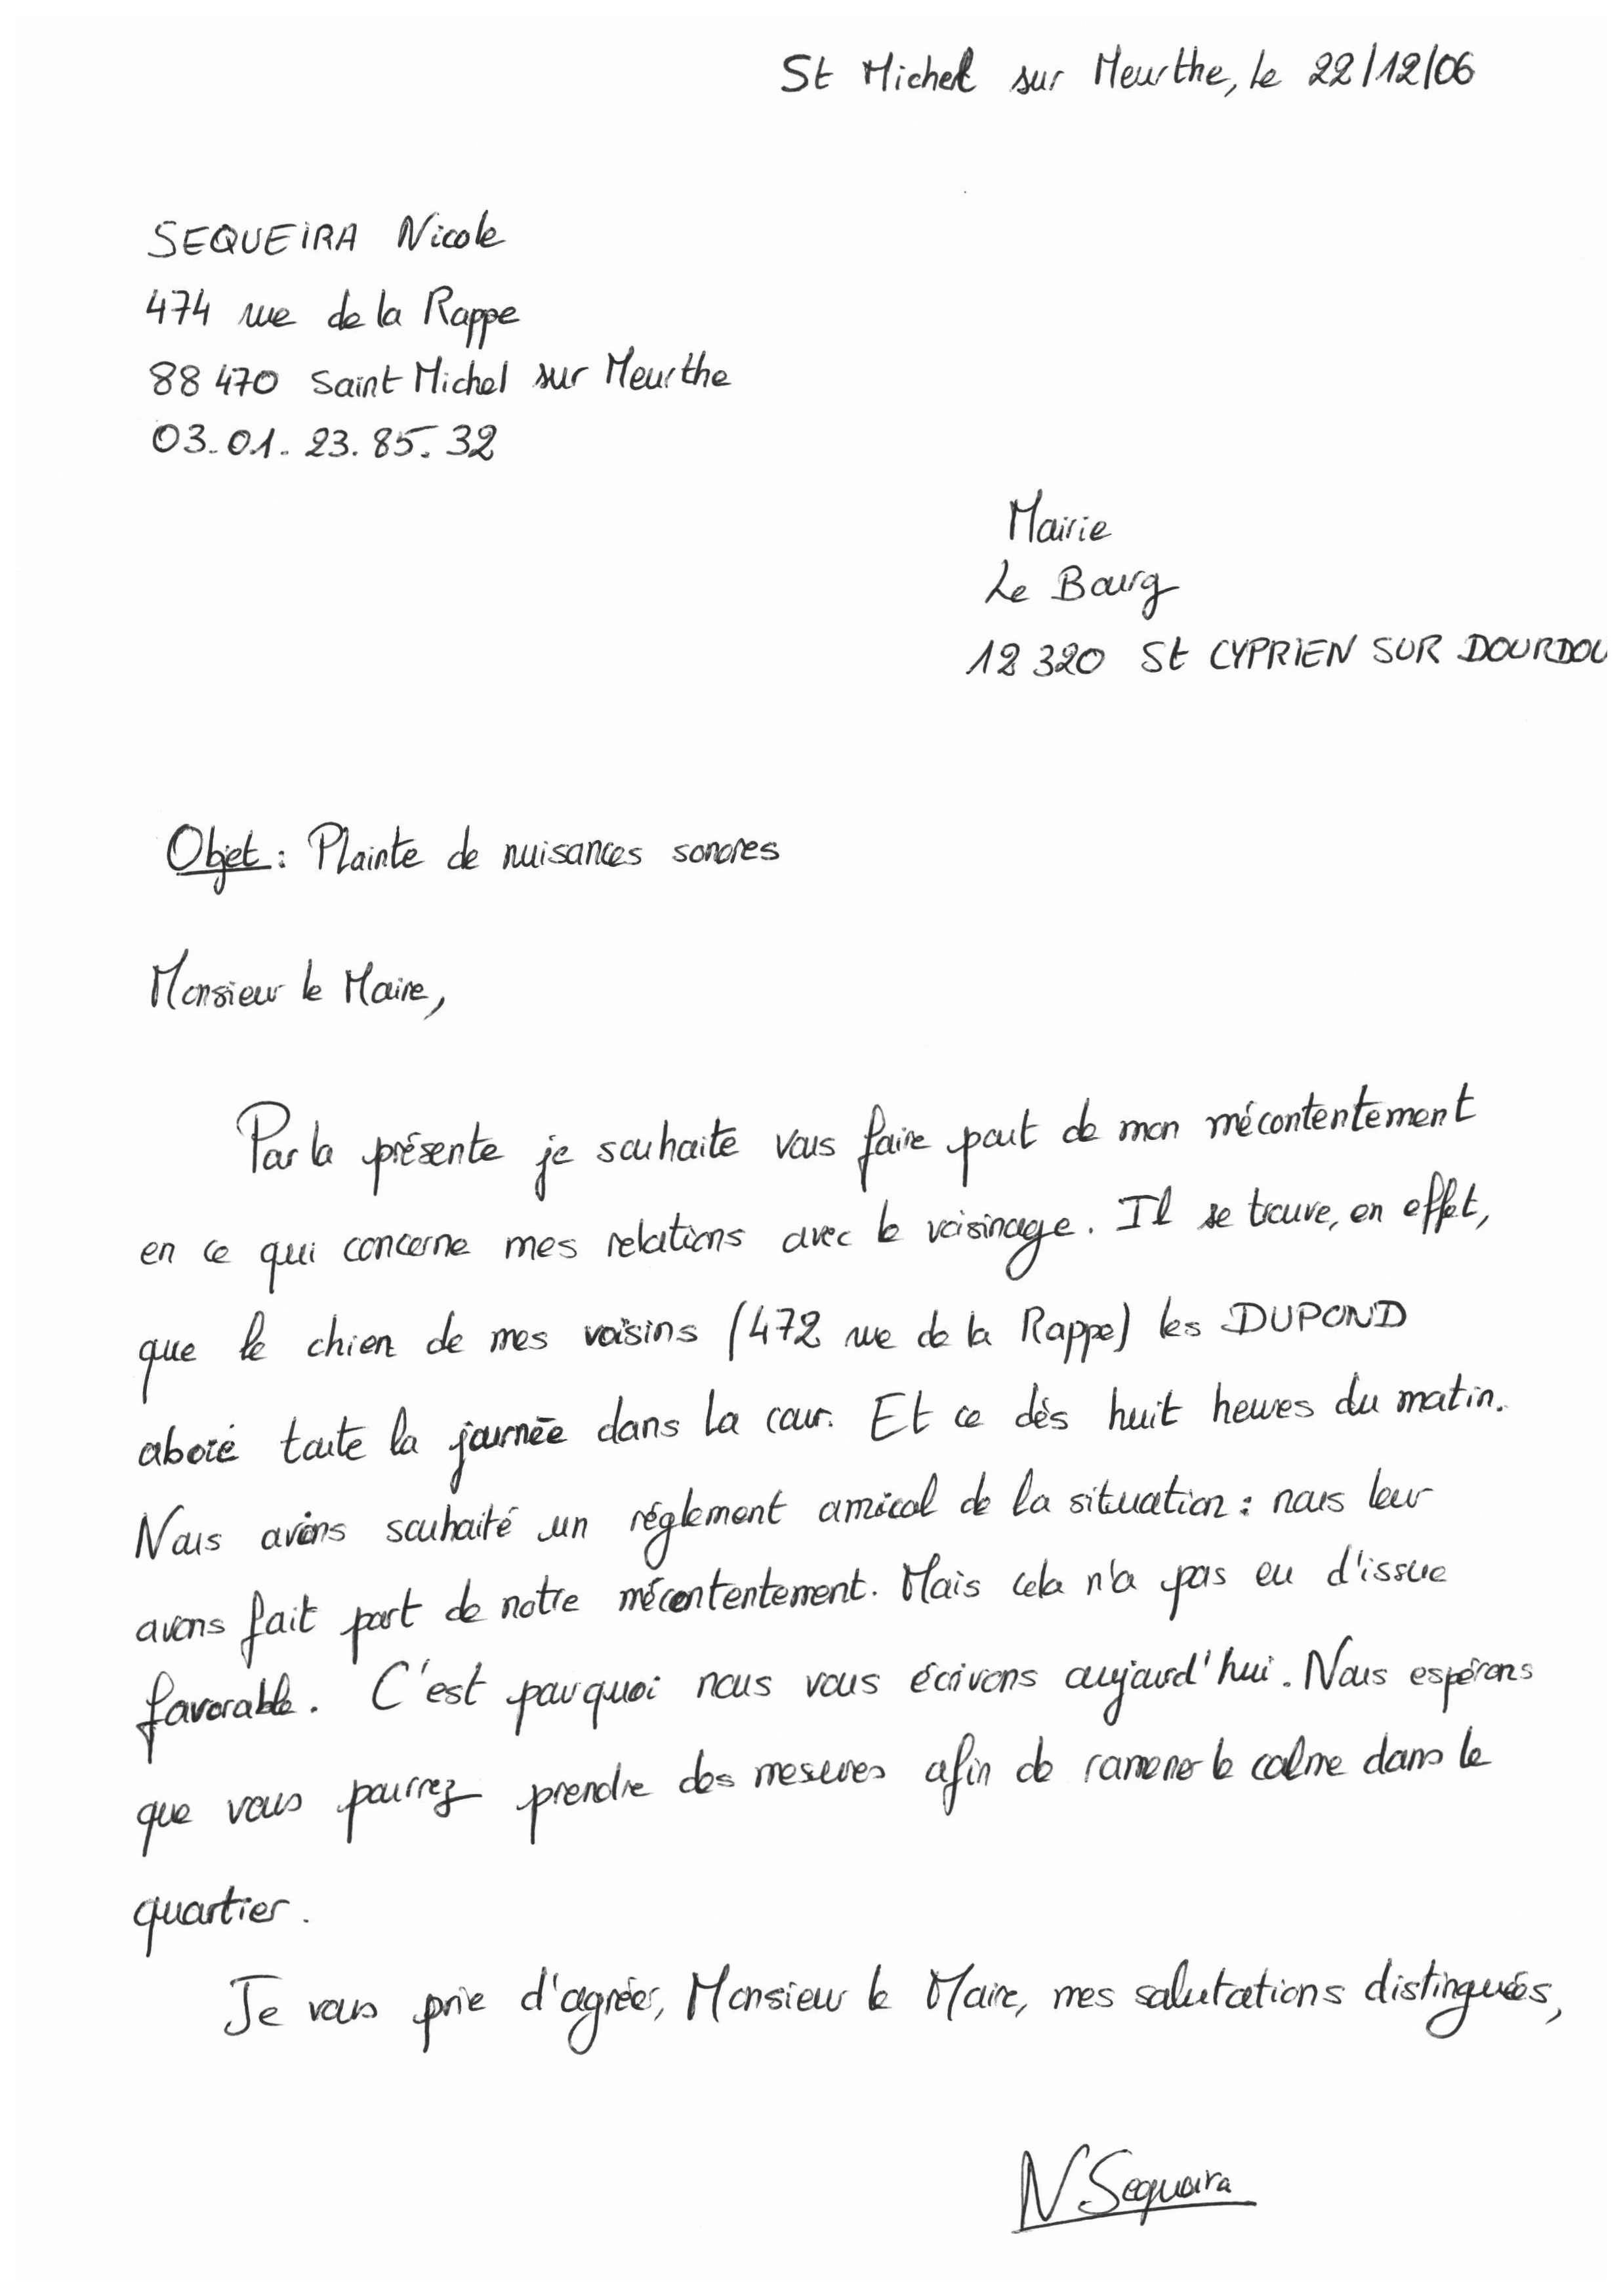 St Michel sur Meurthe, le 22/12/06
SEQUEIRA Nicole
474 rue de la Rappe
88 470 Saint Michel sur Meurthe
03.01.23.85.32
Mairie
Le Bourg
12 320 St CYPRIEN SUR DOURDOU
Objet : Plainte de nuisances sonores
Monsieur le Maire,
Par la présente je souhaite vous faire part de mon mécontentement
en ce qui concerne mes relations avec le voisinage. Il se trouve, en effet,
que le chien de mes voisins (472 rue de la Rappe) les DUPOND
aboie toute la journée dans la cour. Et ce dès huit heures du matin.
Nous avions souhaité un réglement amical de la situation : nous leur
avons fait part de notre mécontentement. Mais cela n'a pas eu d'issue
favorable. C'est pourquoi nous vous écrivons aujourd'hui. Nous espérons
que vous pourrez prendre des mesures afin de ramener le calme dans le
quartier.
Je vous prie d'agréer, Monsieur le Maire, mes salutations distinguées,
N Sequeira